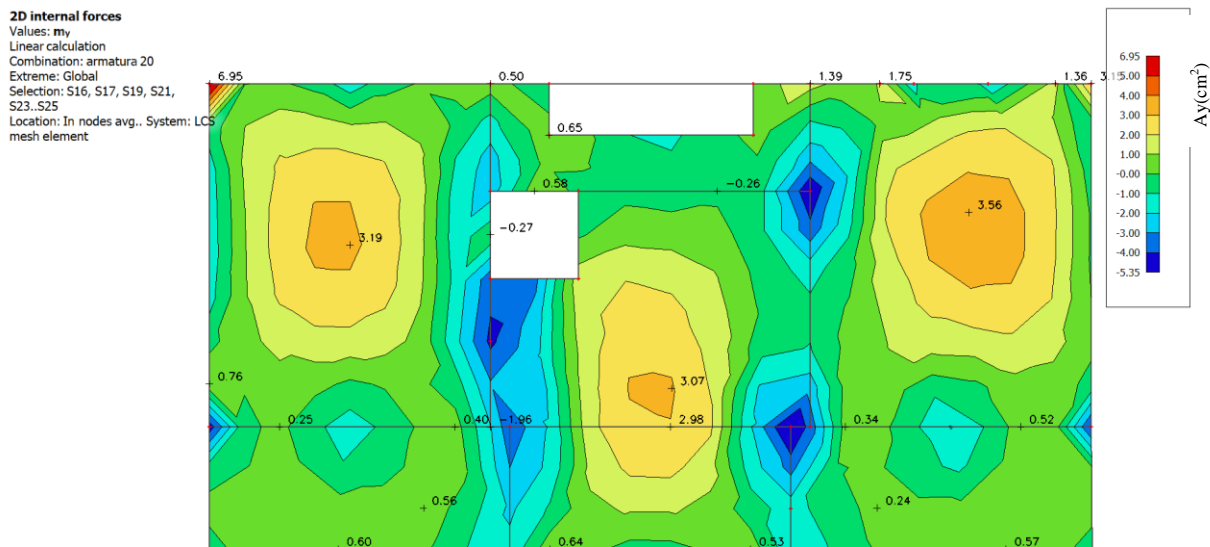 2D internal forces
Values: my
Linear calculation
Combination: armatura 20
Extreme: Global
Selection: S16, S17, S19, S21,
S23..S25
Location: In nodes avg.. System: LCS
mesh element
6.95 0.50 1.39 1.75 1.36 3.15
0.65
0.58 -0.26
3.56
-0.27
3.19
0.76 3.07
0.25 0.40 -1.96 2.98 0.34 0.52
0.56 0.24
0.60 0.64 0.53 0.57
6.95
5.00
4.00
3.00
2.00
1.00
-0.00
-1.00
-2.00
-3.00
-4.00
-5.35
Ay(cm²)